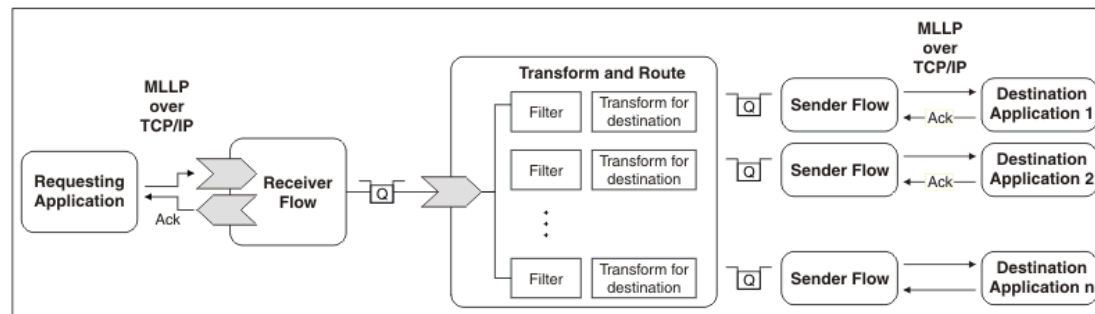 MLLP
over
TCP/IP
Requesting
Application
Ack
Receiver
Flow
Q
Transform and Route
Filter
Transform for
destination
Filter
Transform for
destination
Filter
Transform for
destination
Q
Sender Flow
Q
Sender Flow
Q
Sender Flow
MLLP
over
TCP/IP
Ack
Destination
Application 1
Ack
Destination
Application 2
Destination
Application n